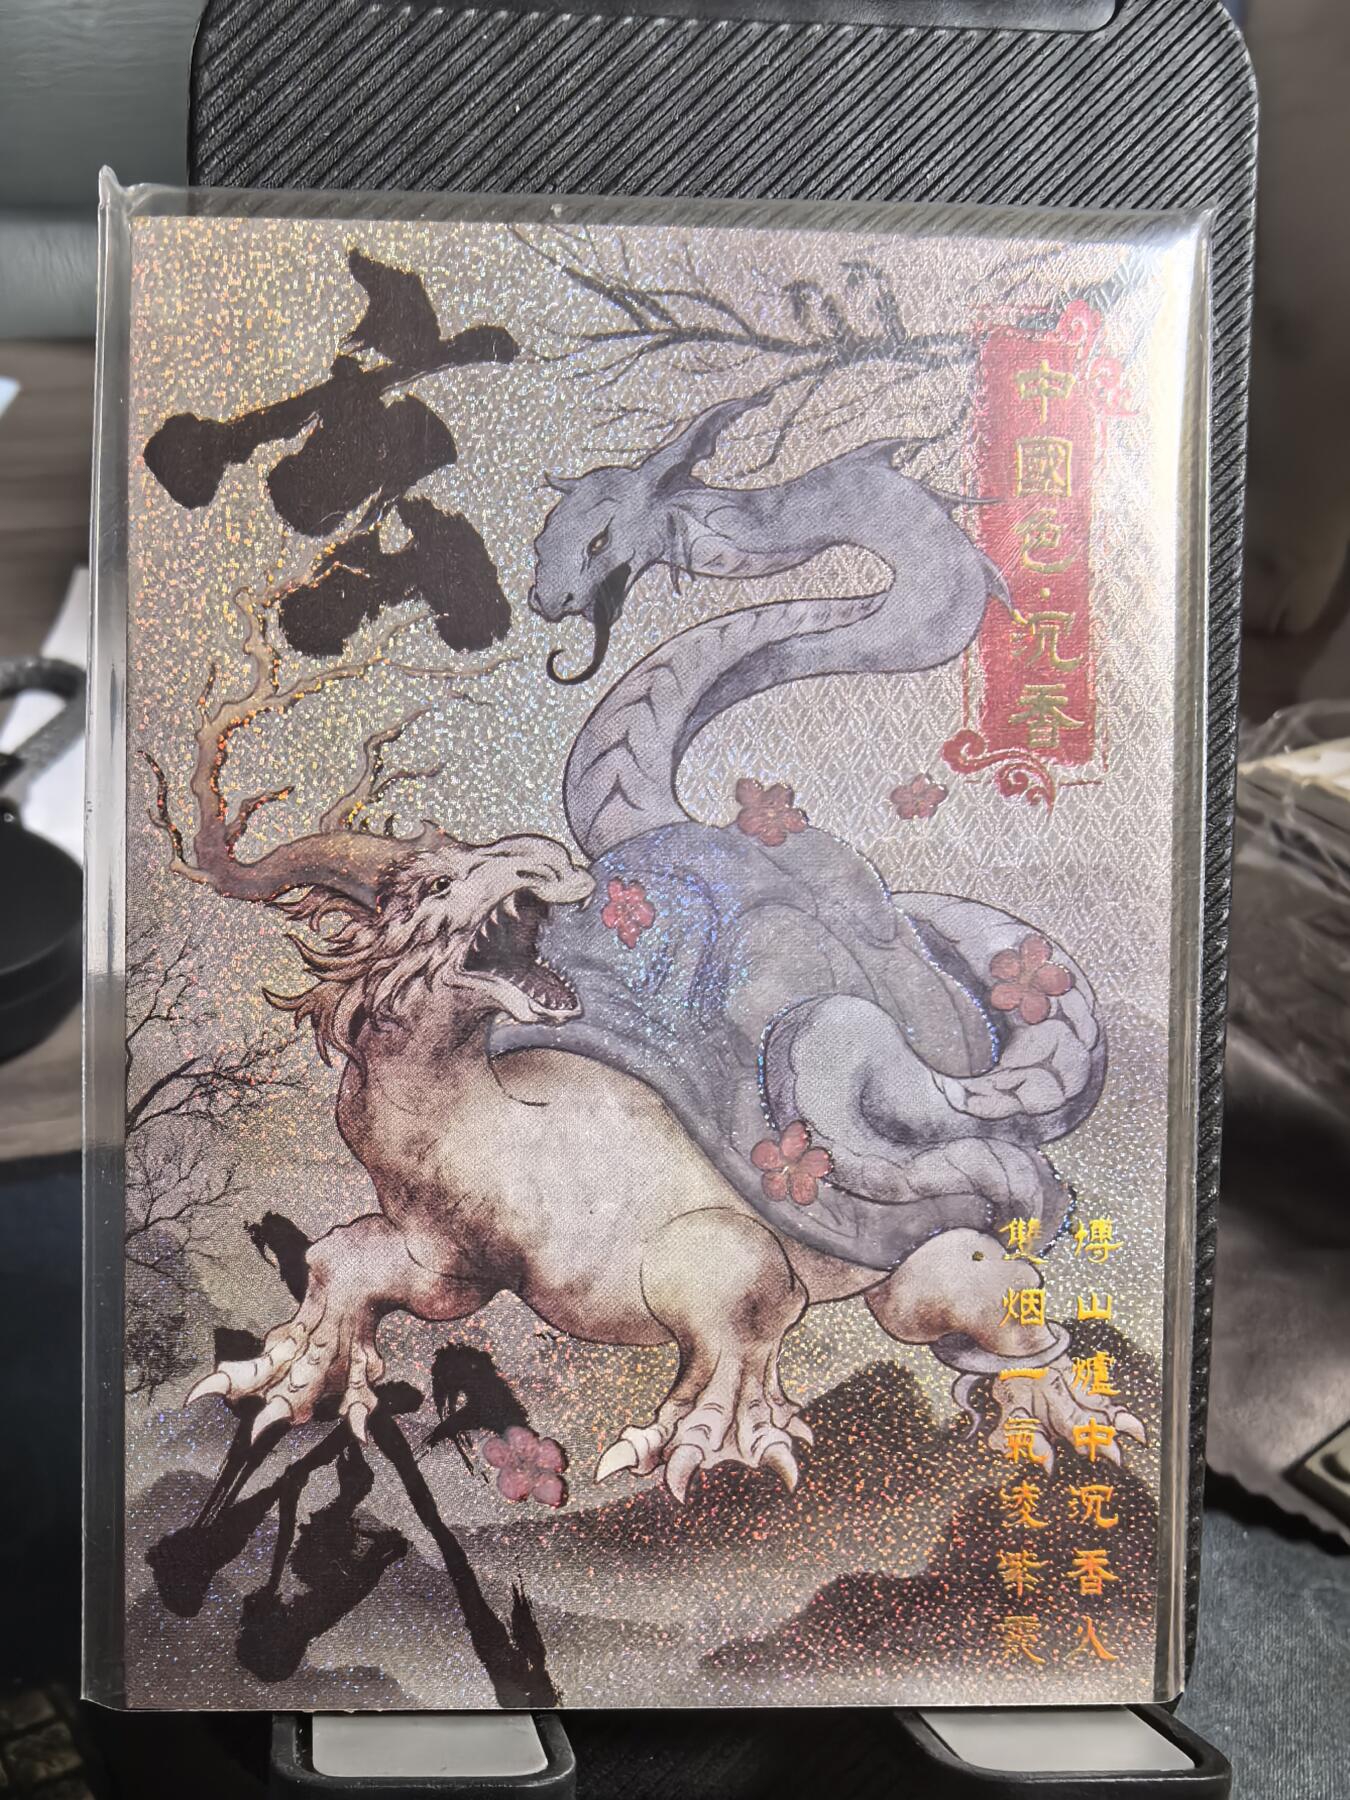 玄武
中國色·沉香
博山爐中沉香火
雙烟一氣凌紫霞